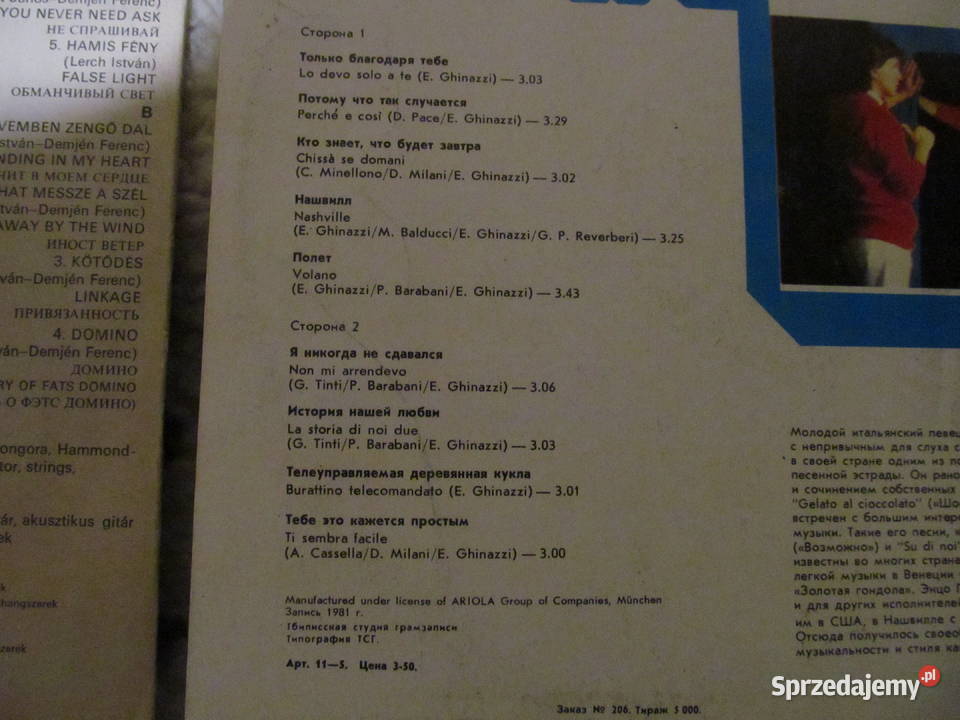 YOU NEVER NEED ASK
НЕ СПРАШИВАЙ
5. HAMIS FÉNY
(Lerch István)
FALSE LIGHT
ОБМАНЧИВЫЙ СВЕТ
B
VEMBEN ZENGŐ DAL
stván–Demjén Ferenc)
NDING IN MY HEART
ЧИТ В МОЕМ СЕРДЦЕ
HAT MESSZE A SZÉL
tván–Demjén Ferenc)
AWAY BY THE WIND
ИНОСТ ВЕТЕР
3. KÖTŐDÉS
ván–Demjén Ferenc)
LINKAGE
ПРИВЯЗАННОСТЬ
4. DOMINO
ván–Demjén Ferenc)
ДОМИНО
RY OF FATS DOMINO
О ФЭТС ДОМИНО)
ongora, Hammond-
tor, strings,
ár, akusztikus gitár
ek
k
hangszerek
szerek
Сторона 1
Только благодаря тебе
Lo devo solo a te (E. Ghinazzi) — 3.03
Потому что так случается
Perché e così (D. Pace/E. Ghinazzi) — 3.29
Кто знает, что будет завтра
Chissà se domani
(C. Minellono/D. Milani/E. Ghinazzi) — 3.02
Нашвилл
Nashville
(E. Ghinazzi/M. Balducci/E. Ghinazzi/G. P. Reverberi) — 3.25
Полет
Volano
(E. Ghinazzi/P. Barabani/E. Ghinazzi) — 3.43
Сторона 2
Я никогда не сдавался
Non mi arrendevo
(G. Tinti/P. Barabani/E. Ghinazzi) — 3.06
История нашей любви
La storia di noi due
(G. Tinti/P. Barabani/E. Ghinazzi) — 3.03
Телеуправляемая деревянная кукла
Burattino telecomandato (E. Ghinazzi) — 3.01
Тебе это кажется простым
Ti sembra facile
(A. Cassella/D. Milani/E. Ghinazzi) — 3.00
Manufactured under license of ARIOLA Group of Companies, München
Запись 1981 г.
Тбилисская студия грамзаписи
Типография ТСГ.
Арт. 11—5. Цена 3-50.
Заказ № 206. Тираж 5 000.
Молодой итальянский певец
с непривычным для слуха с
в своей стране одним из по
песенной эстрады. Он рано
и сочинением собственных
"Gelato al cioccolato" («Шо
встречен с большим интере
музыки. Такие его песни, к
(«Возможно») и "Su di noi"
известны во многих стране
легкой музыки в Венеции
«Золотая гондола». Энцо Г
и для других исполнителей
им в США, в Нашвилле с
Отсюда получилось своео
музыкальности и стиля ка
Sprzedajemy.pl